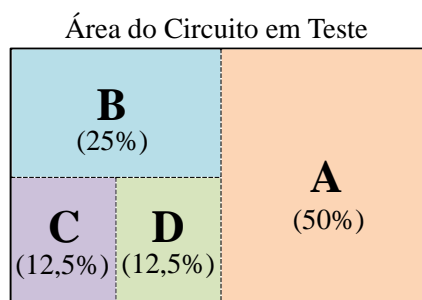 Área do Circuito em Teste
B
(25%)
A
(50%)
C
(12,5%)
D
(12,5%)